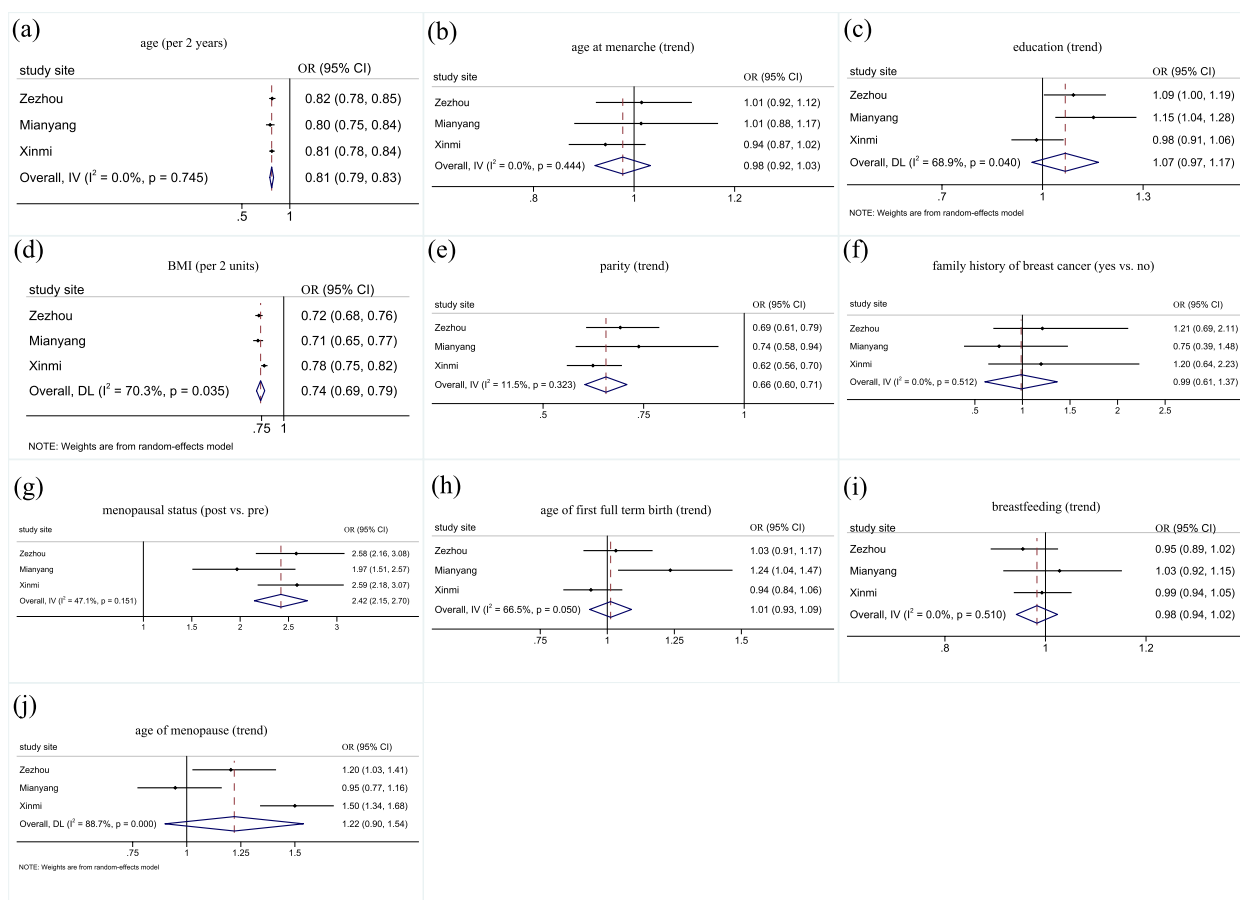 (a)
age (per 2 years)
study site OR (95% CI)
Zezhou 0.82 (0.78, 0.85)
Mianyang 0.80 (0.75, 0.84)
Xinmi 0.81 (0.78, 0.84)
Overall, IV (I² = 0.0%, p = 0.745) 0.81 (0.79, 0.83)
.5 1
(b)
age at menarche (trend)
study site OR (95% CI)
Zezhou 1.01 (0.92, 1.12)
Mianyang 1.01 (0.88, 1.17)
Xinmi 0.94 (0.87, 1.02)
Overall, IV (I² = 0.0%, p = 0.444) 0.98 (0.92, 1.03)
.8 1 1.2
(c)
education (trend)
study site OR (95% CI)
Zezhou 1.09 (1.00, 1.19)
Mianyang 1.15 (1.04, 1.28)
Xinmi 0.98 (0.91, 1.06)
Overall, DL (I² = 68.9%, p = 0.040) 1.07 (0.97, 1.17)
.7 1 1.3
NOTE: Weights are from random-effects model
(d)
BMI (per 2 units)
study site OR (95% CI)
Zezhou 0.72 (0.68, 0.76)
Mianyang 0.71 (0.65, 0.77)
Xinmi 0.78 (0.75, 0.82)
Overall, DL (I² = 70.3%, p = 0.035) 0.74 (0.69, 0.79)
.75 1
NOTE: Weights are from random-effects model
(e)
parity (trend)
study site OR (95% CI)
Zezhou 0.69 (0.61, 0.79)
Mianyang 0.74 (0.58, 0.94)
Xinmi 0.62 (0.56, 0.70)
Overall, IV (I² = 11.5%, p = 0.323) 0.66 (0.60, 0.71)
.5 .75 1
(f)
family history of breast cancer (yes vs. no)
study site OR (95% CI)
Zezhou 1.21 (0.69, 2.11)
Mianyang 0.75 (0.39, 1.48)
Xinmi 1.20 (0.64, 2.23)
Overall, IV (I² = 0.0%, p = 0.512) 0.99 (0.61, 1.37)
.5 1 1.5 2 2.5
(g)
menopausal status (post vs. pre)
study site OR (95% CI)
Zezhou 2.58 (2.16, 3.08)
Mianyang 1.97 (1.51, 2.57)
Xinmi 2.59 (2.18, 3.07)
Overall, IV (I² = 47.1%, p = 0.151) 2.42 (2.15, 2.70)
1 1.5 2 2.5 3
(h)
age of first full term birth (trend)
study site OR (95% CI)
Zezhou 1.03 (0.91, 1.17)
Mianyang 1.24 (1.04, 1.47)
Xinmi 0.94 (0.84, 1.06)
Overall, IV (I² = 66.5%, p = 0.050) 1.01 (0.93, 1.09)
.75 1 1.25 1.5
(i)
breastfeeding (trend)
study site OR (95% CI)
Zezhou 0.95 (0.89, 1.02)
Mianyang 1.03 (0.92, 1.15)
Xinmi 0.99 (0.94, 1.05)
Overall, IV (I² = 0.0%, p = 0.510) 0.98 (0.94, 1.02)
.8 1 1.2
(j)
age of menopause (trend)
study site OR (95% CI)
Zezhou 1.20 (1.03, 1.41)
Mianyang 0.95 (0.77, 1.16)
Xinmi 1.50 (1.34, 1.68)
Overall, DL (I² = 88.7%, p = 0.000) 1.22 (0.90, 1.54)
.75 1 1.25 1.5
NOTE: Weights are from random-effects model